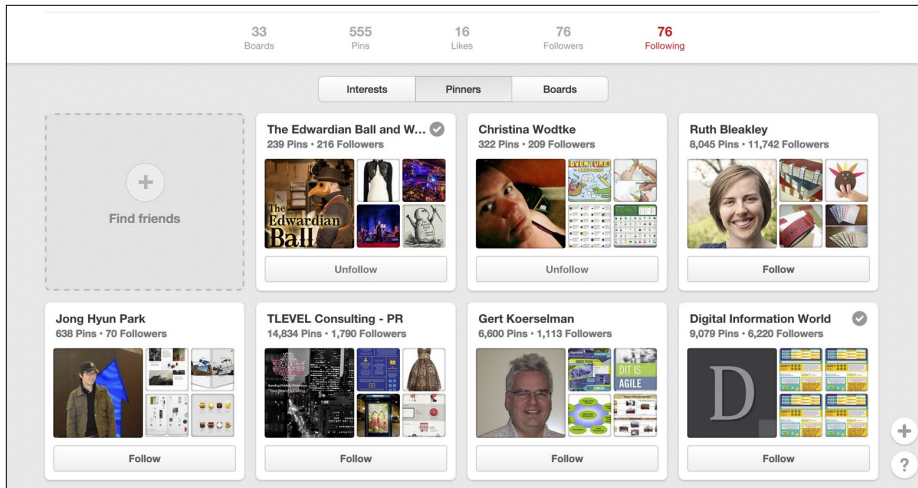 33
Boards
555
Pins
16
Likes
76
Followers
76
Following
Interests
Pinners
Boards
Find friends
The Edwardian Ball and W...
239 Pins • 216 Followers
The
Edwardian
Ball
Unfollow
Christina Wodtke
322 Pins • 209 Followers
Unfollow
Ruth Bleakley
8,045 Pins • 11,742 Followers
Follow
Jong Hyun Park
638 Pins • 70 Followers
Follow
TLEVEL Consulting - PR
14,834 Pins • 1,790 Followers
Follow
Gert Koerselman
6,600 Pins • 1,113 Followers
DIT IS
AGILE
Follow
Digital Information World
9,079 Pins • 6,220 Followers
D
Follow
+
?